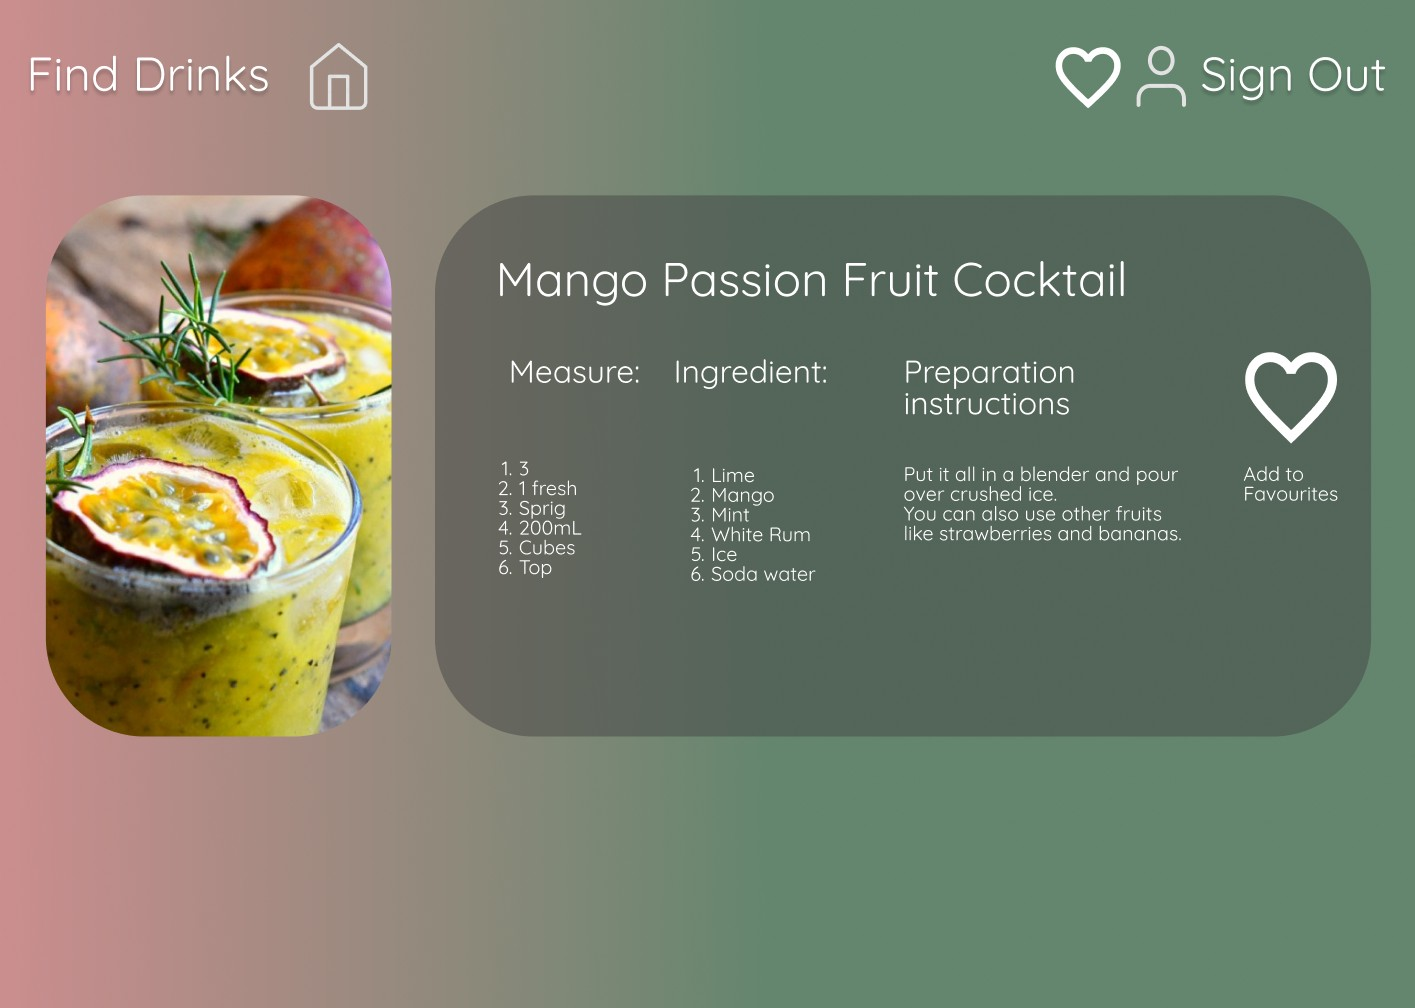 Find Drinks
Sign Out
Mango Passion Fruit Cocktail
Measure:
1. 3
2. 1 fresh
3. Sprig
4. 200mL
5. Cubes
6. Top
Ingredient:
1. Lime
2. Mango
3. Mint
4. White Rum
5. Ice
6. Soda water
Preparation
instructions
Put it all in a blender and pour
over crushed ice.
You can also use other fruits
like strawberries and bananas.
Add to
Favourites